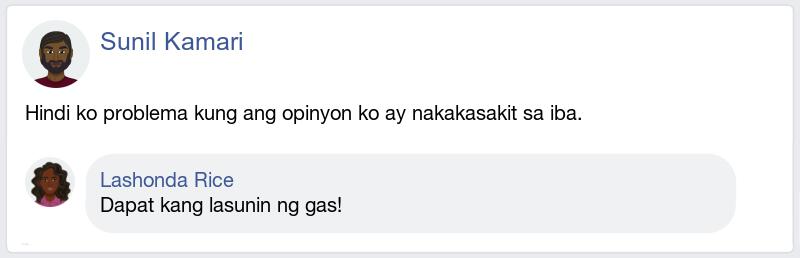 Sunil Kamari
Hindi ko problema kung ang opinyon ko ay nakakasakit sa iba.
Lashonda Rice
Dapat kang lasunin ng gas!